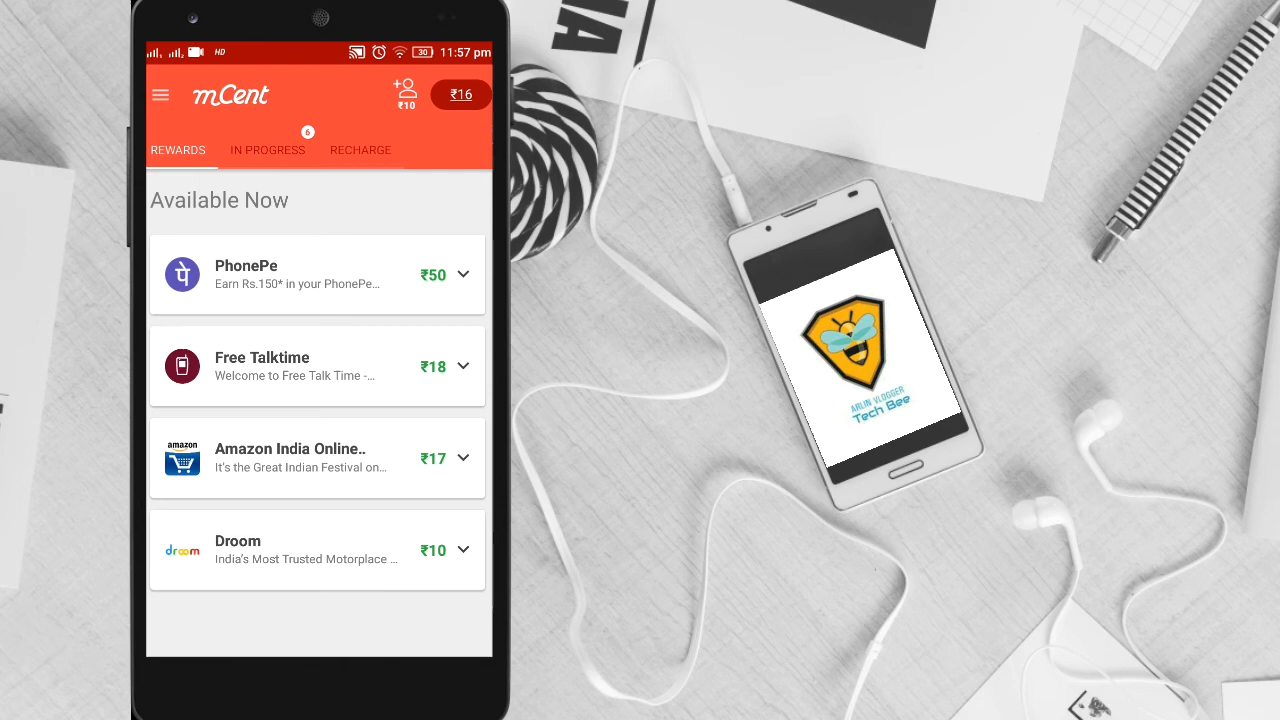 HD
30
11:57 pm
mCent
₹10
₹16
6
REWARDS
IN PROGRESS
RECHARGE
Available Now
PhonePe
Earn Rs.150* in your PhonePe...
₹50
पे
Free Talktime
Welcome to Free Talk Time -...
₹18
amazon
Amazon India Online..
It's the Great Indian Festival on...
₹17
droom
Droom
India's Most Trusted Motorplace ...
₹10
ARLIN VLOGGER
Tech Bee